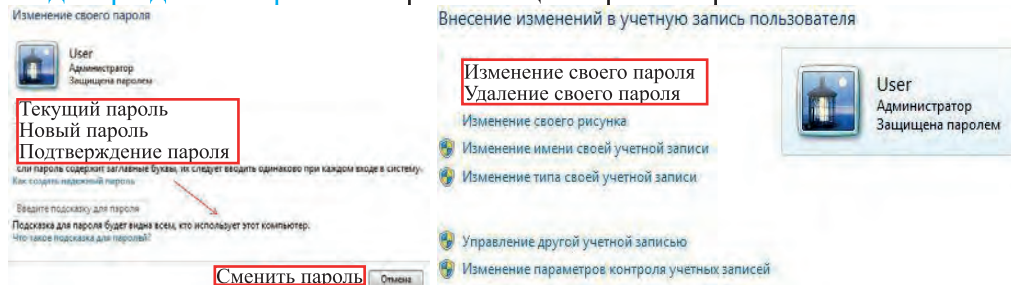 Изменение своего пароля
User
Администратор
Защищена паролем
Текущий пароль
Новый пароль
Подтверждение пароля
сли пароль содержит заглавные буквы, их следует вводить одинаково при каждом входе в систему.
Как создать надежный пароль
Введите подсказку для пароля
Подсказка для пароля будет видна всем, кто использует этот компьютер.
Что такое подсказка для паролей?
Сменить пароль Отмена
Внесение изменений в учетную запись пользователя
Изменение своего пароля
Удаление своего пароля
Изменение своего рисунка
Изменение имени своей учетной записи
Изменение типа своей учетной записи
Управление другой учетной записью
Изменение параметров контроля учетных записей
User
Администратор
Защищена паролем